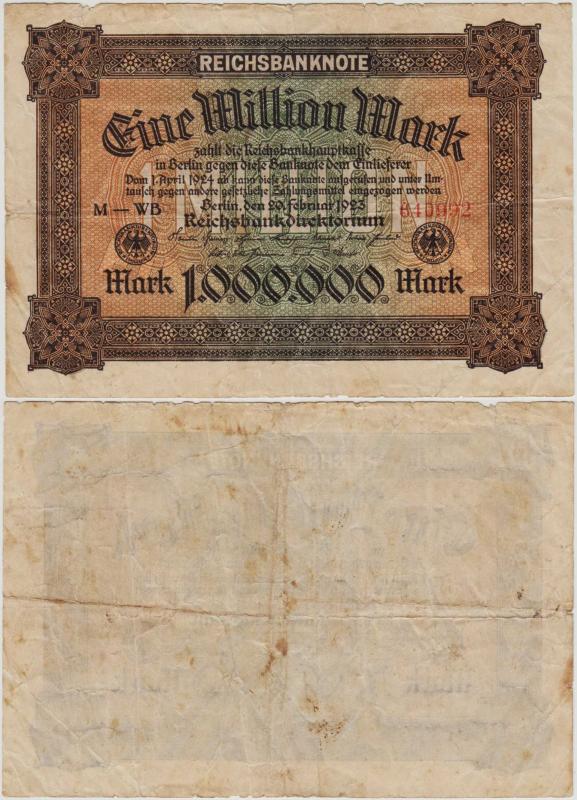 REICHSBANKNOTE
Eine Million Mark
zahlt die Reichsbankhauptkasse
in Berlin gegen diese Banknote dem Einlieferer
Vom 1. April 1924 ab kann diese Banknote aufgerufen und unter Um-
tausch gegen andere gesetzliche Zahlungsmittel eingezogen werden
M — WB Berlin, den 20. Februar 1923
Reichsbankdirektorium
Mark 1.000.000 Mark